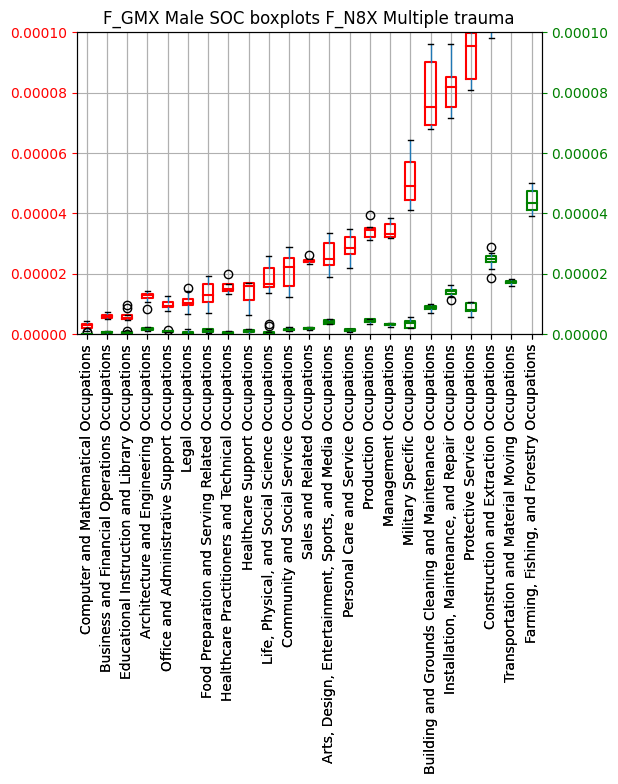 F_GMX Male SOC boxplots F_N8X Multiple trauma
0.00010
0.00008
0.00006
0.00004
0.00002
0.00000
0.00010
0.00008
0.00006
0.00004
0.00002
0.00000
Computer and Mathematical Occupations
Business and Financial Operations Occupations
Educational Instruction and Library Occupations
Architecture and Engineering Occupations
Office and Administrative Support Occupations
Legal Occupations
Food Preparation and Serving Related Occupations
Healthcare Practitioners and Technical Occupations
Healthcare Support Occupations
Life, Physical, and Social Science Occupations
Community and Social Service Occupations
Sales and Related Occupations
Arts, Design, Entertainment, Sports, and Media Occupations
Personal Care and Service Occupations
Production Occupations
Management Occupations
Military Specific Occupations
Building and Grounds Cleaning and Maintenance Occupations
Installation, Maintenance, and Repair Occupations
Protective Service Occupations
Construction and Extraction Occupations
Transportation and Material Moving Occupations
Farming, Fishing, and Forestry Occupations